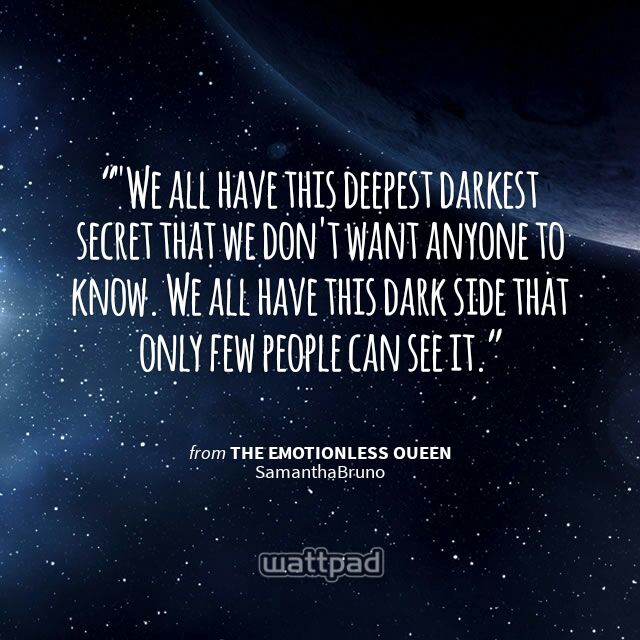 “"WE ALL HAVE THIS DEEPEST DARKEST
SECRET THAT WE DON'T WANT ANYONE TO
KNOW. WE ALL HAVE THIS DARK SIDE THAT
ONLY FEW PEOPLE CAN SEE IT.”
from THE EMOTIONLESS QUEEN
SamanthaBruno
wattpad